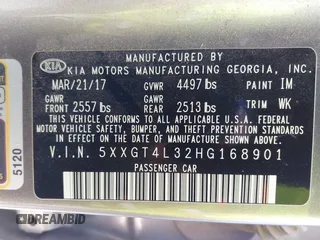 MANUFACTURED BY
KIA KIA MOTORS MANUFACTURING GEORGIA, INC.
MAR/21/17 GVWR 4497 lbs PAINT IM
GAWR FRONT 2557 lbs GAWR REAR 2513 lbs TRIM WK
THIS VEHICLE CONFORMS TO ALL APPLICABLE U.S. FEDERAL MOTOR
VEHICLE SAFETY, BUMPER, AND THEFT PREVENTION STANDARDS IN EFFECT ON
THE DATE OF MANUFACTURE SHOWN ABOVE.
V.I.N. 5XXGT4L32HG168901
PASSENGER CAR
5120
DREAMBID